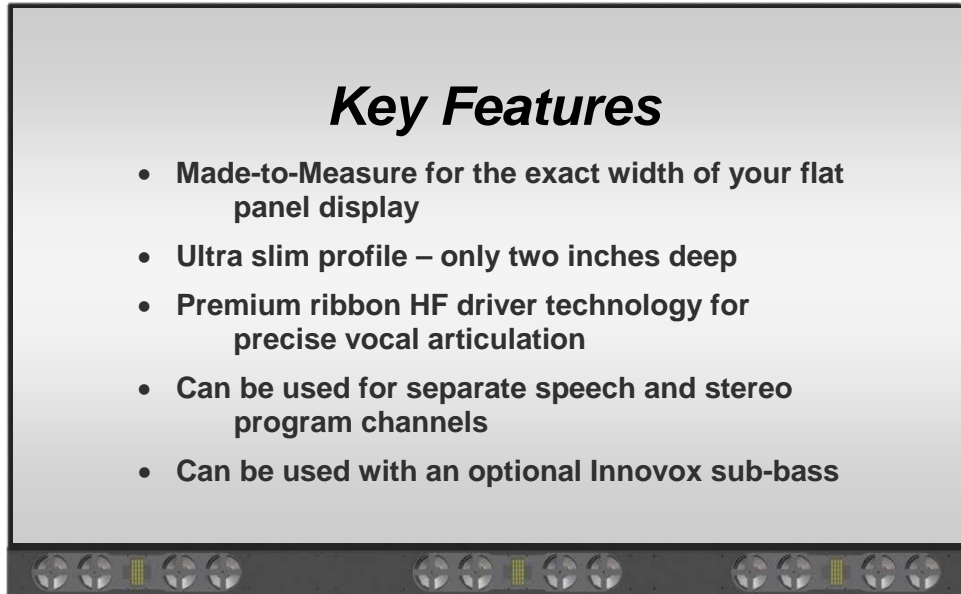 Key Features
• Made-to-Measure for the exact width of your flat
panel display
• Ultra slim profile – only two inches deep
• Premium ribbon HF driver technology for
precise vocal articulation
• Can be used for separate speech and stereo
program channels
• Can be used with an optional Innovox sub-bass